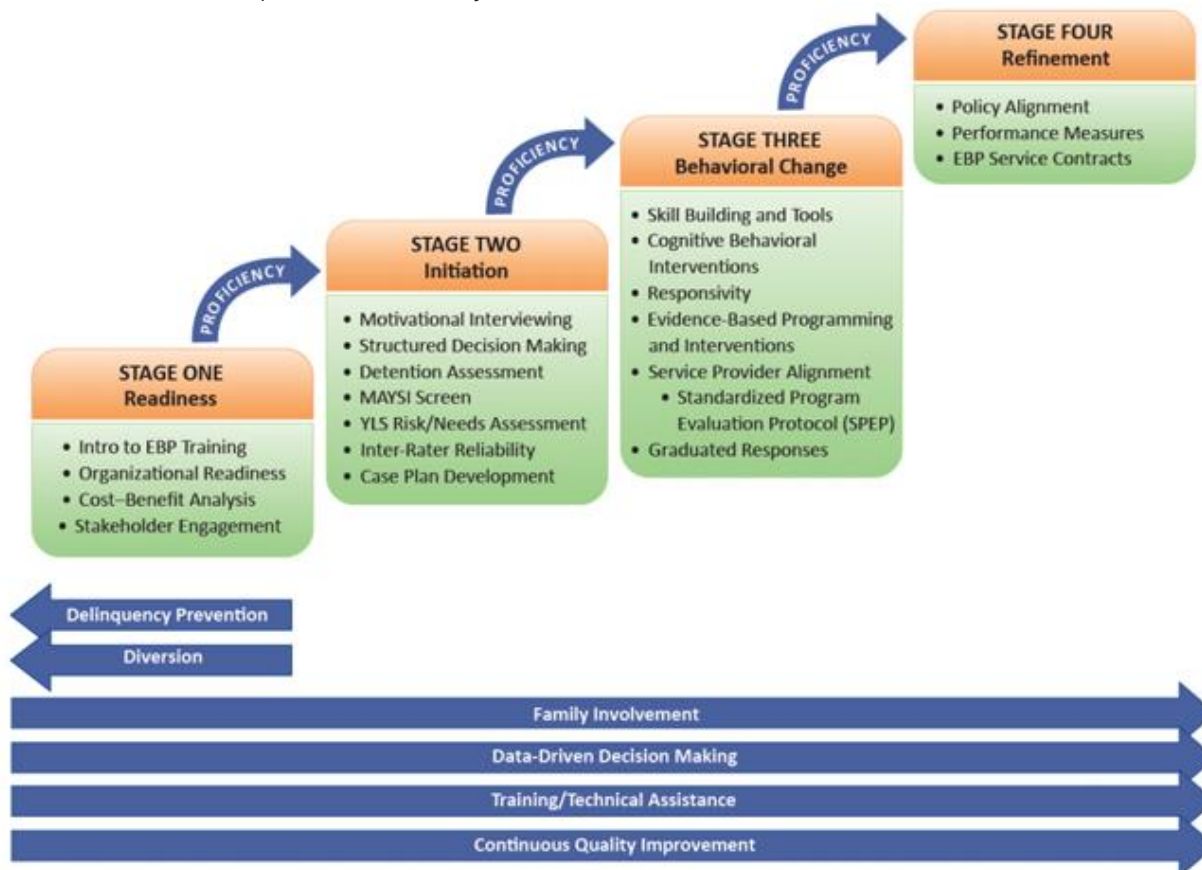 STAGE ONE
Readiness
• Intro to EBP Training
• Organizational Readiness
• Cost–Benefit Analysis
• Stakeholder Engagement
PROFICIENCY
STAGE TWO
Initiation
• Motivational Interviewing
• Structured Decision Making
• Detention Assessment
• MAYSI Screen
• YLS Risk/Needs Assessment
• Inter-Rater Reliability
• Case Plan Development
PROFICIENCY
STAGE THREE
Behavioral Change
• Skill Building and Tools
• Cognitive Behavioral
Interventions
• Responsivity
• Evidence-Based Programming
and Interventions
• Service Provider Alignment
• Standardized Program
Evaluation Protocol (SPEP)
• Graduated Responses
PROFICIENCY
STAGE FOUR
Refinement
• Policy Alignment
• Performance Measures
• EBP Service Contracts
Delinquency Prevention
Diversion
Family Involvement
Data-Driven Decision Making
Training/Technical Assistance
Continuous Quality Improvement